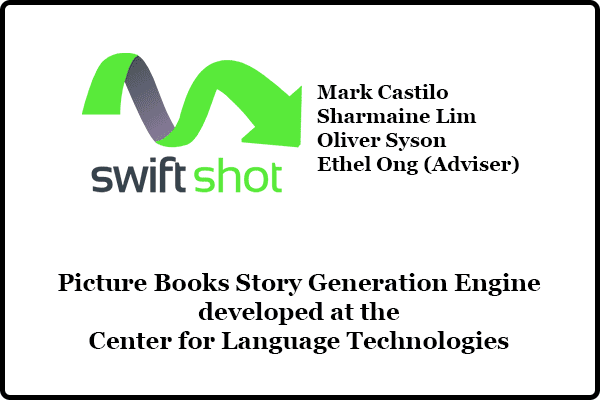 swift shot
Mark Castilo
Sharmaine Lim
Oliver Syson
Ethel Ong (Adviser)
Picture Books Story Generation Engine
developed at the
Center for Language Technologies